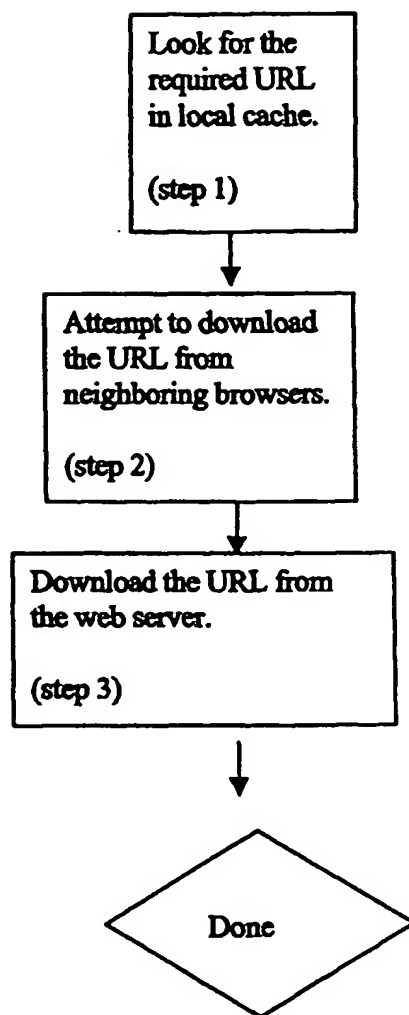 Look for the
required URL
in local cache.
(step 1)
Attempt to download
the URL from
neighboring browsers.
(step 2)
Download the URL from
the web server.
(step 3)
Done